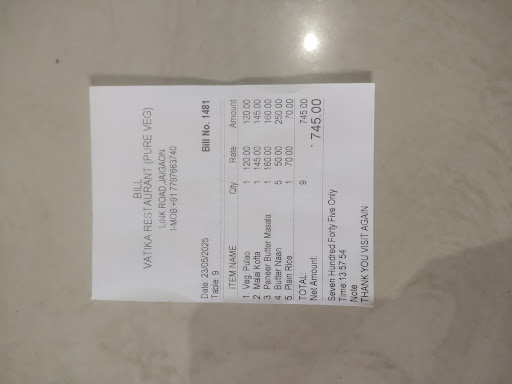 BILL
VATIKA RESTAURANT (PURE VEG)
LINK ROAD, JAIGAON
I-MOB:+91 7797663740
Date: 23/05/2025 Bill No. 1481
Table: 9
ITEM NAME Qty Rate Amount
1 Veg. Pulao 1 120.00 120.00
2 Malai Kofta 1 145.00 145.00
3 Paneer Butter Masala 1 160.00 160.00
4 Butter Naan 5 50.00 250.00
5 Plain Rice 1 70.00 70.00
TOTAL: 9 745.00
Net Amount: 745.00
Seven Hundred Forty Five Only
Time 13:57:54
Note
THANK YOU VISIT AGAIN